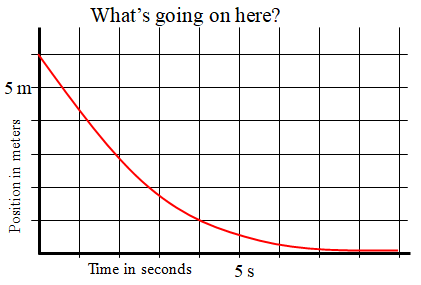 What’s going on here?
5 m
Position in meters
Time in seconds
5 s